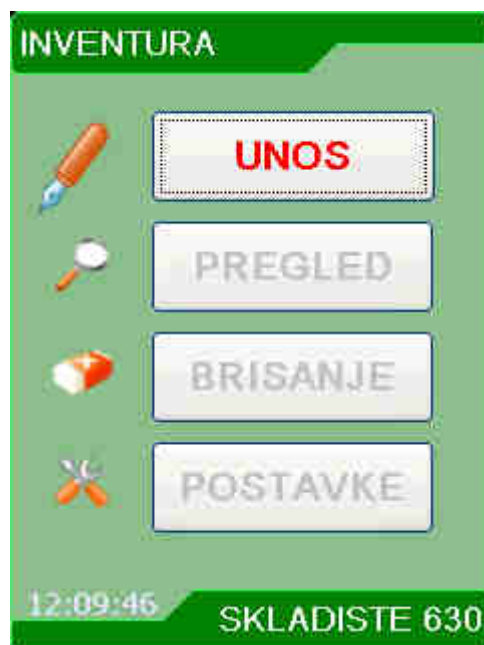 INVENTURA
UNOS
PREGLED
BRISANJE
POSTAVKE
12:09:46
SKLADISTE 630